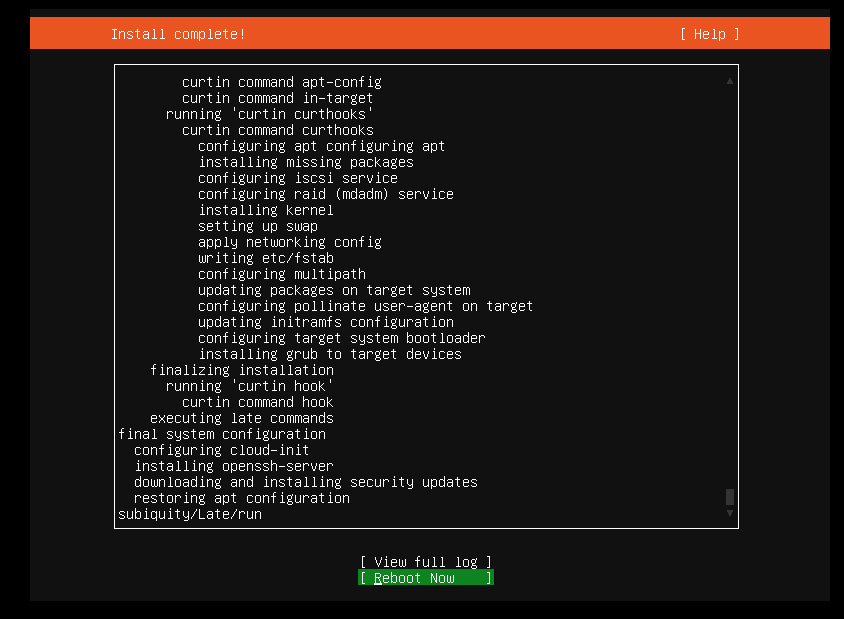 Install complete! [ Help ]
curtin command apt-config
curtin command in-target
running 'curtin curthooks'
curtin command curthooks
configuring apt configuring apt
installing missing packages
configuring iscsi service
configuring raid (mdadm) service
installing kernel
setting up swap
apply networking config
writing etc/fstab
configuring multipath
updating packages on target system
configuring pollinate user-agent on target
updating initramfs configuration
configuring target system bootloader
installing grub to target devices
finalizing installation
running 'curtin hook'
curtin command hook
executing late commands
final system configuration
configuring cloud-init
installing openssh-server
downloading and installing security updates
restoring apt configuration
subiquity/Late/run
[ View full log ]
[ Reboot Now ]